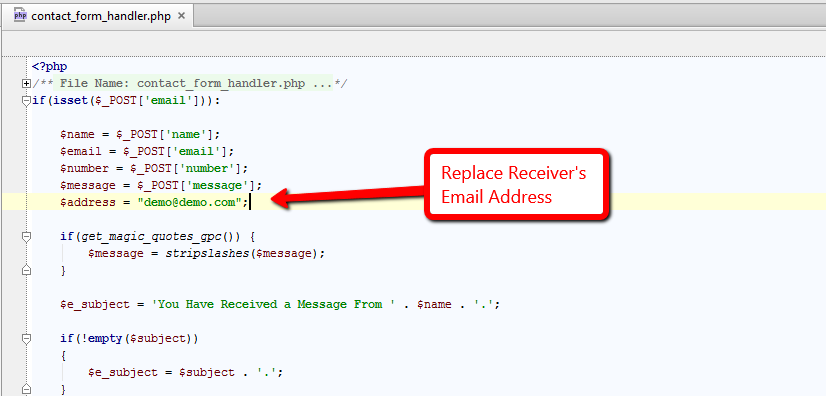 contact_form_handler.php
<?php
/** File Name: contact_form_handler.php ...*/
if(isset($_POST['email'])):
$name = $_POST['name'];
$email = $_POST['email'];
$number = $_POST['number'];
$message = $_POST['message'];
$address = "demo@demo.com";
Replace Receiver's
Email Address
if(get_magic_quotes_gpc()) {
$message = stripslashes($message);
}
$e_subject = 'You Have Received a Message From ' . $name . '.';
if(!empty($subject))
{
$e_subject = $subject . '.';
}